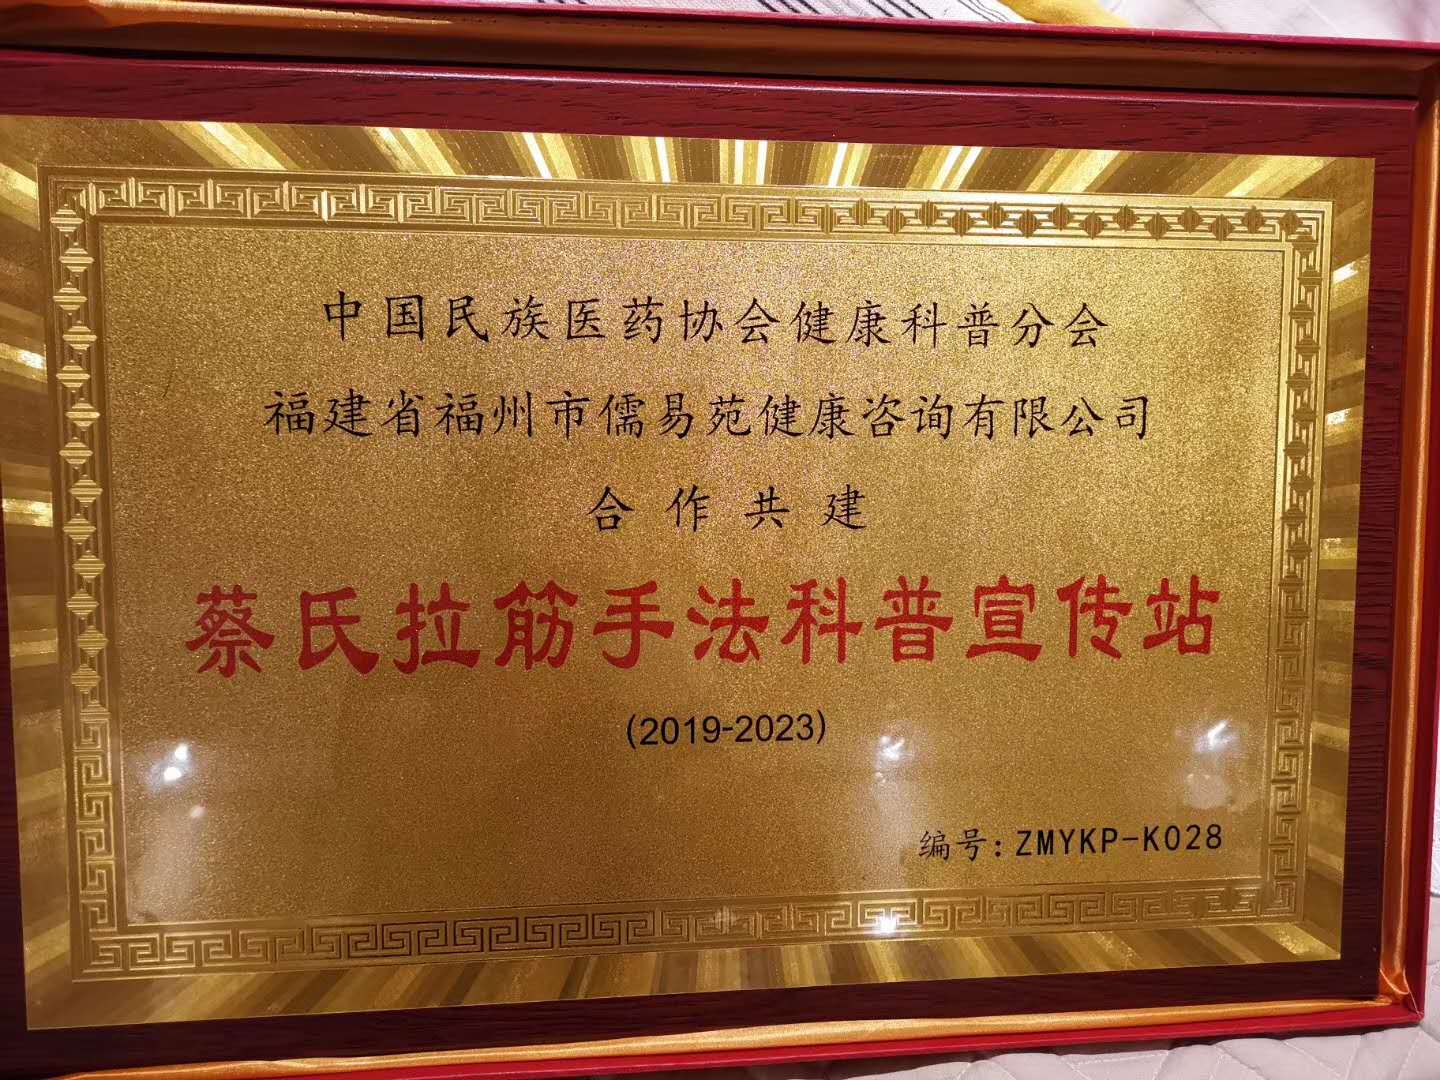 中国民族医药协会健康科普分会
福建省福州市儒易苑健康咨询有限公司
合作共建
蔡氏拉筋手法科普宣传站
(2019-2023)
编号:ZMYKP-K028